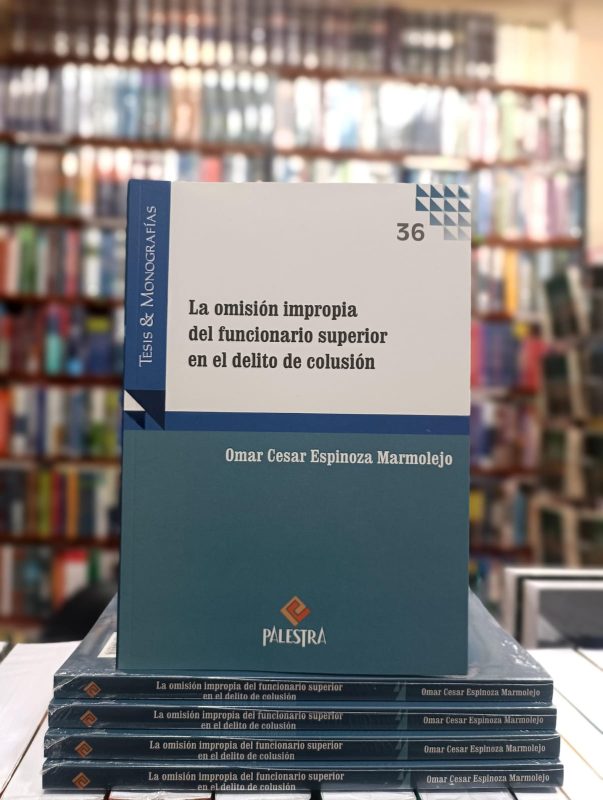 TESIS & MONOGRAFÍAS
36
La omisión impropia
del funcionario superior
en el delito de colusión
Omar Cesar Espinoza Marmolejo
PALESTRA
La omisión impropia del funcionario superior
en el delito de colusión
Omar Cesar Espinoza Marmolejo
La omisión impropia del funcionario superior
en el delito de colusión
Omar Cesar Espinoza Marmolejo
La omisión impropia del funcionario superior
en el delito de colusión
Omar Cesar Espinoza Marmolejo
La omisión impropia del funcionario superior
en el delito de colusión
Omar Cesar Espinoza Marmolejo